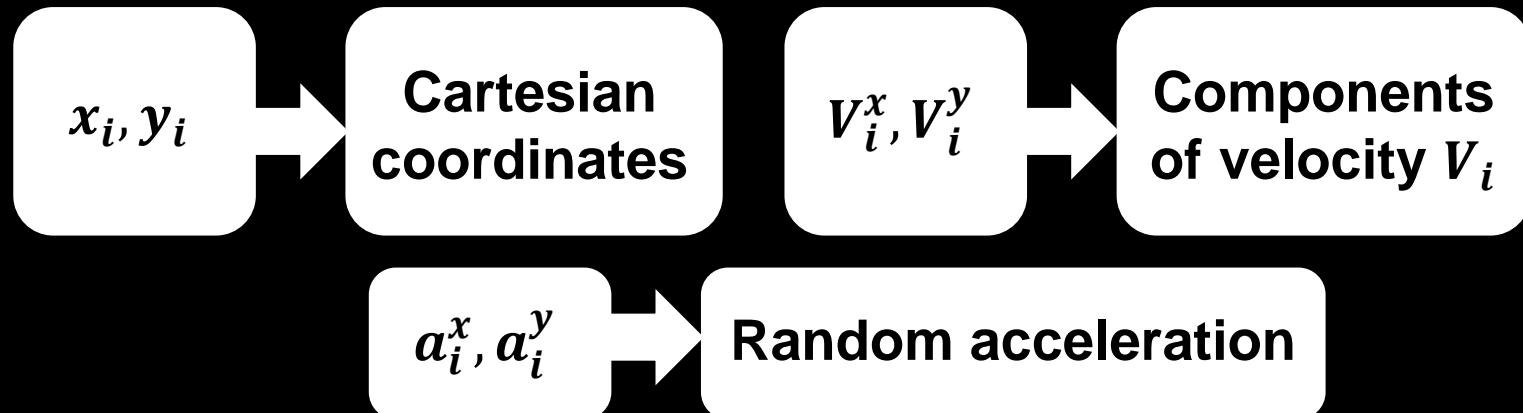 x_i, y_i
Cartesian
coordinates
V_i^x, V_i^y
Components
of velocity V_i
a_i^x, a_i^y
Random acceleration